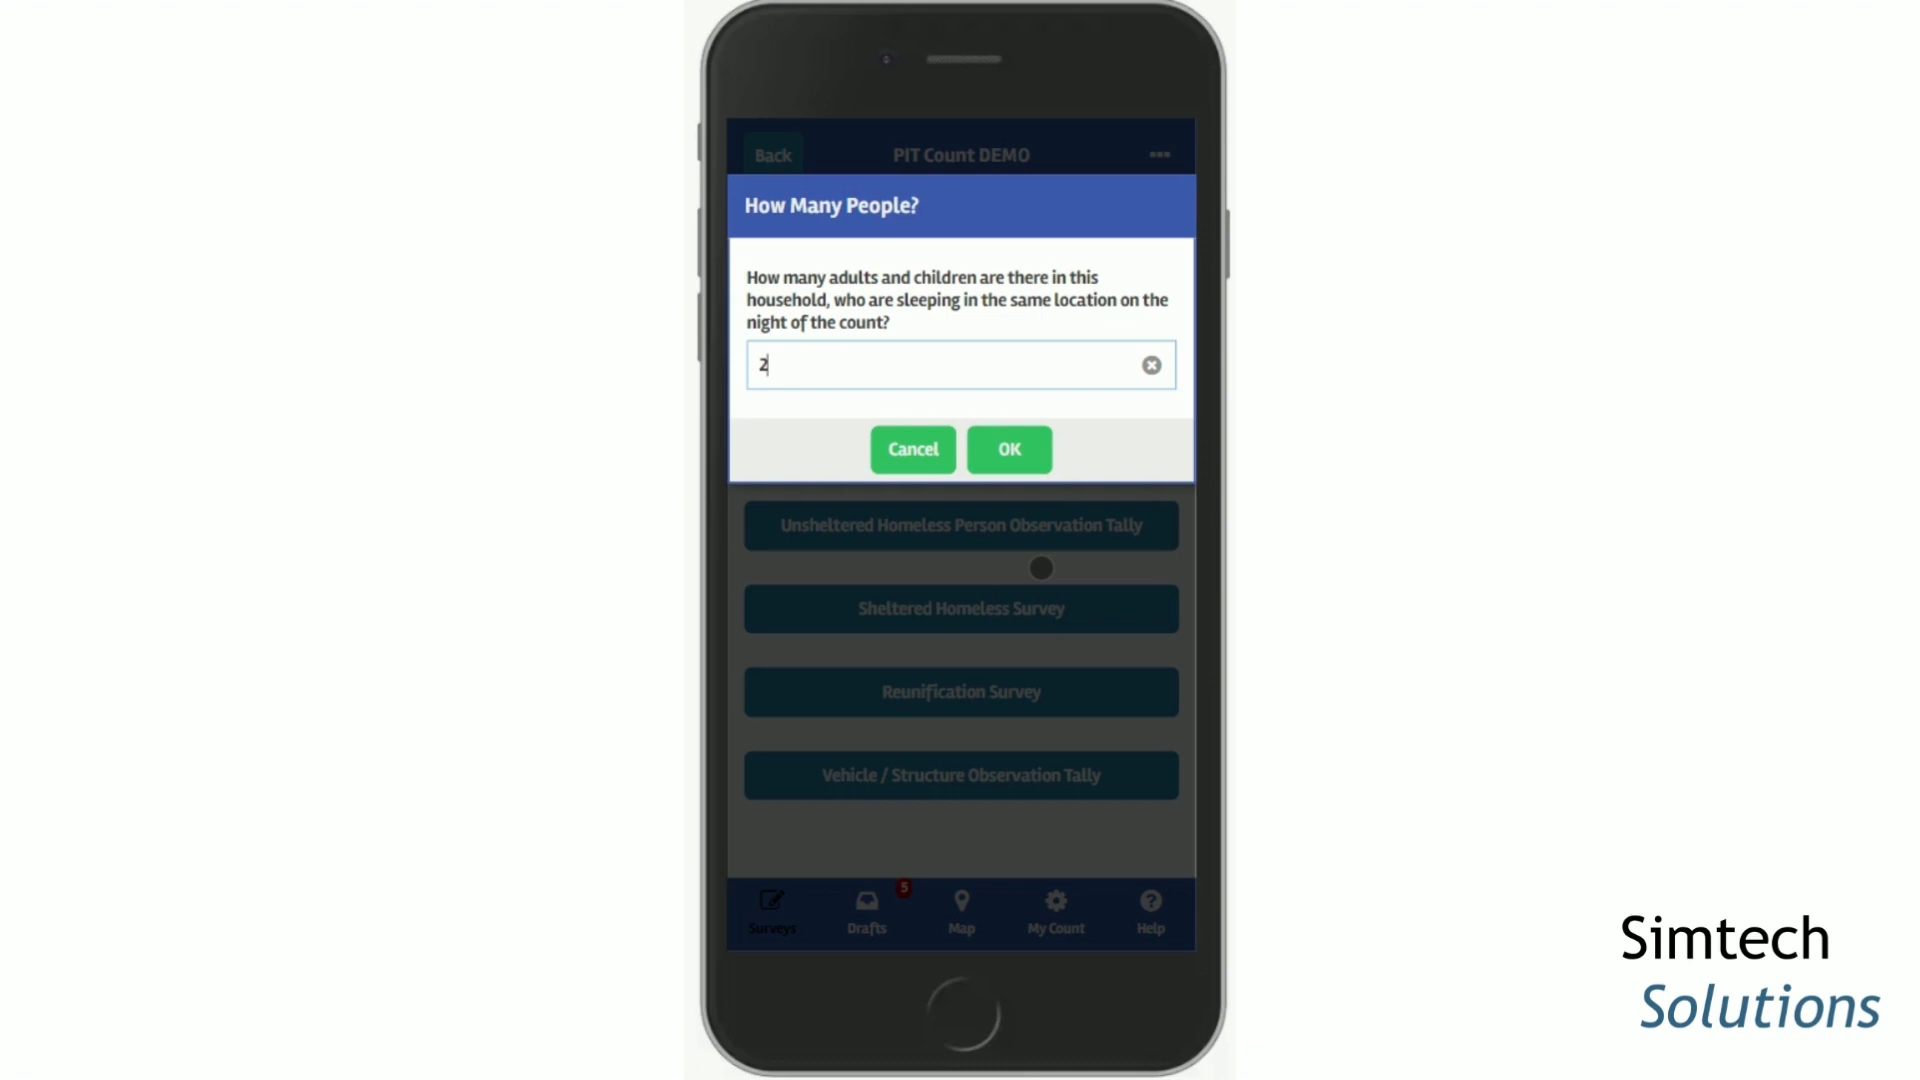 Back
PIT Count DEMO
How Many People?
How many adults and children are there in this
household, who are sleeping in the same location on the
night of the count?
2
Cancel
OK
Unsheltered Homeless Person Observation Tally
Sheltered Homeless Survey
Reunification Survey
Vehicle / Structure Observation Tally
5
Surveys
Drafts
Map
My Count
Help
Simtech
Solutions